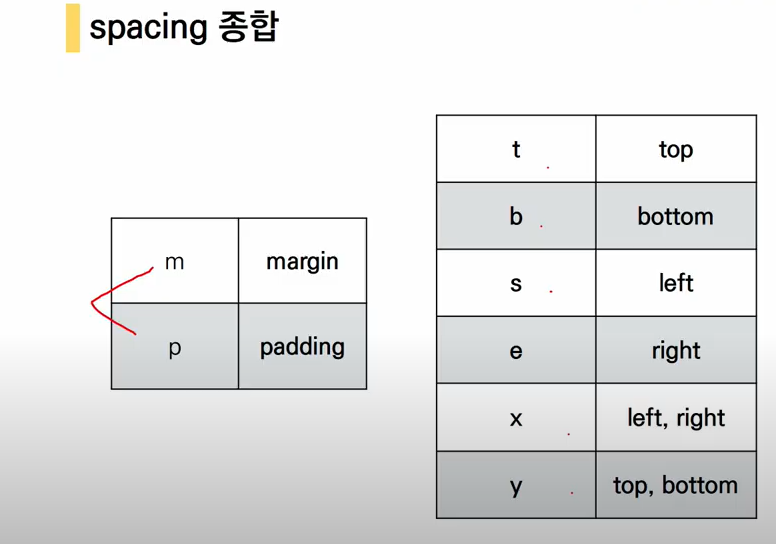 spacing 종합
m margin
p padding
t top
b bottom
s left
e right
x left, right
y top, bottom